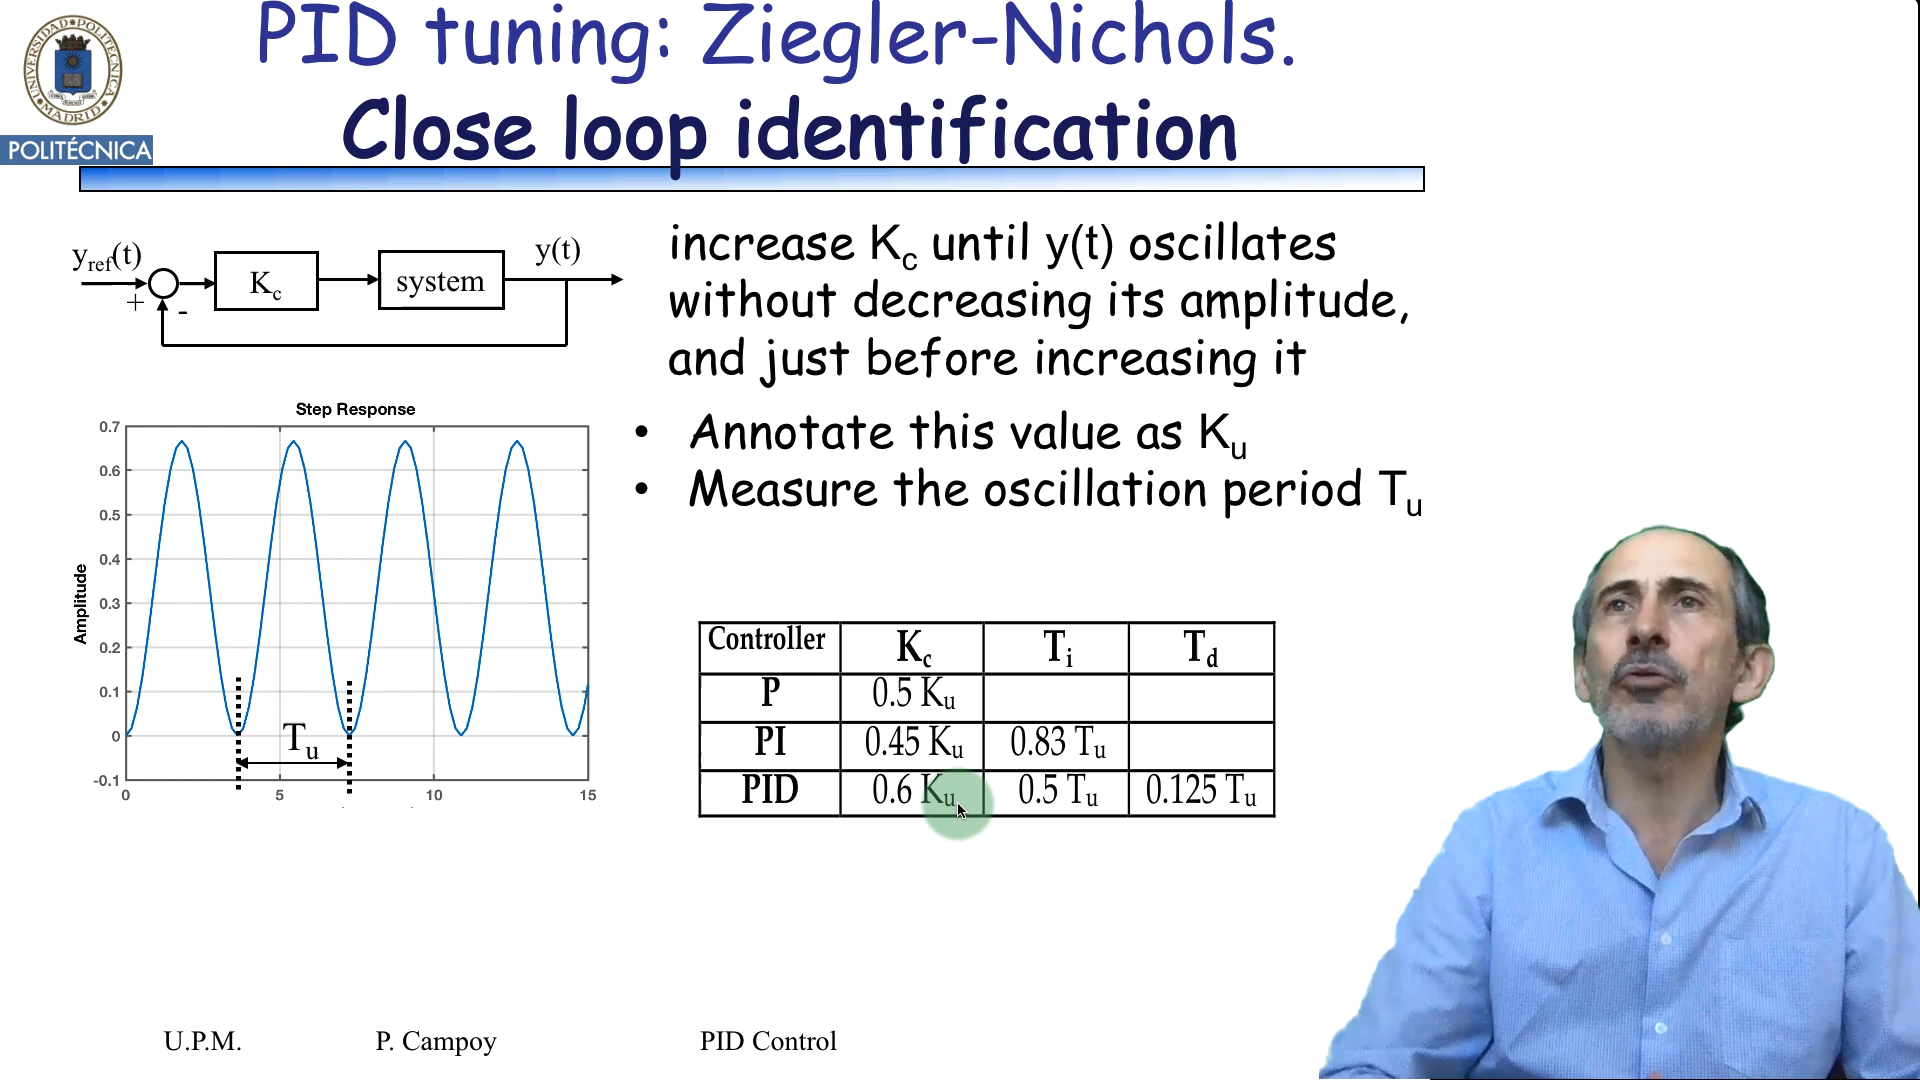 PID tuning: Ziegler-Nichols.
Close loop identification
UNIVERSIDAD POLITECNICA MADRID
POLITÉCNICA
yref(t)
+
-
Kc
system
y(t)
increase Kc until y(t) oscillates
without decreasing its amplitude,
and just before increasing it
• Annotate this value as Ku
• Measure the oscillation period Tu
Step Response
Amplitude
0.7
0.6
0.5
0.4
0.3
0.2
0.1
0
-0.1
0 5 10 15
Tu
Controller Kc Ti Td
P 0.5 Ku
PI 0.45 Ku 0.83 Tu
PID 0.6 Ku 0.5 Tu 0.125 Tu
U.P.M. P. Campoy PID Control